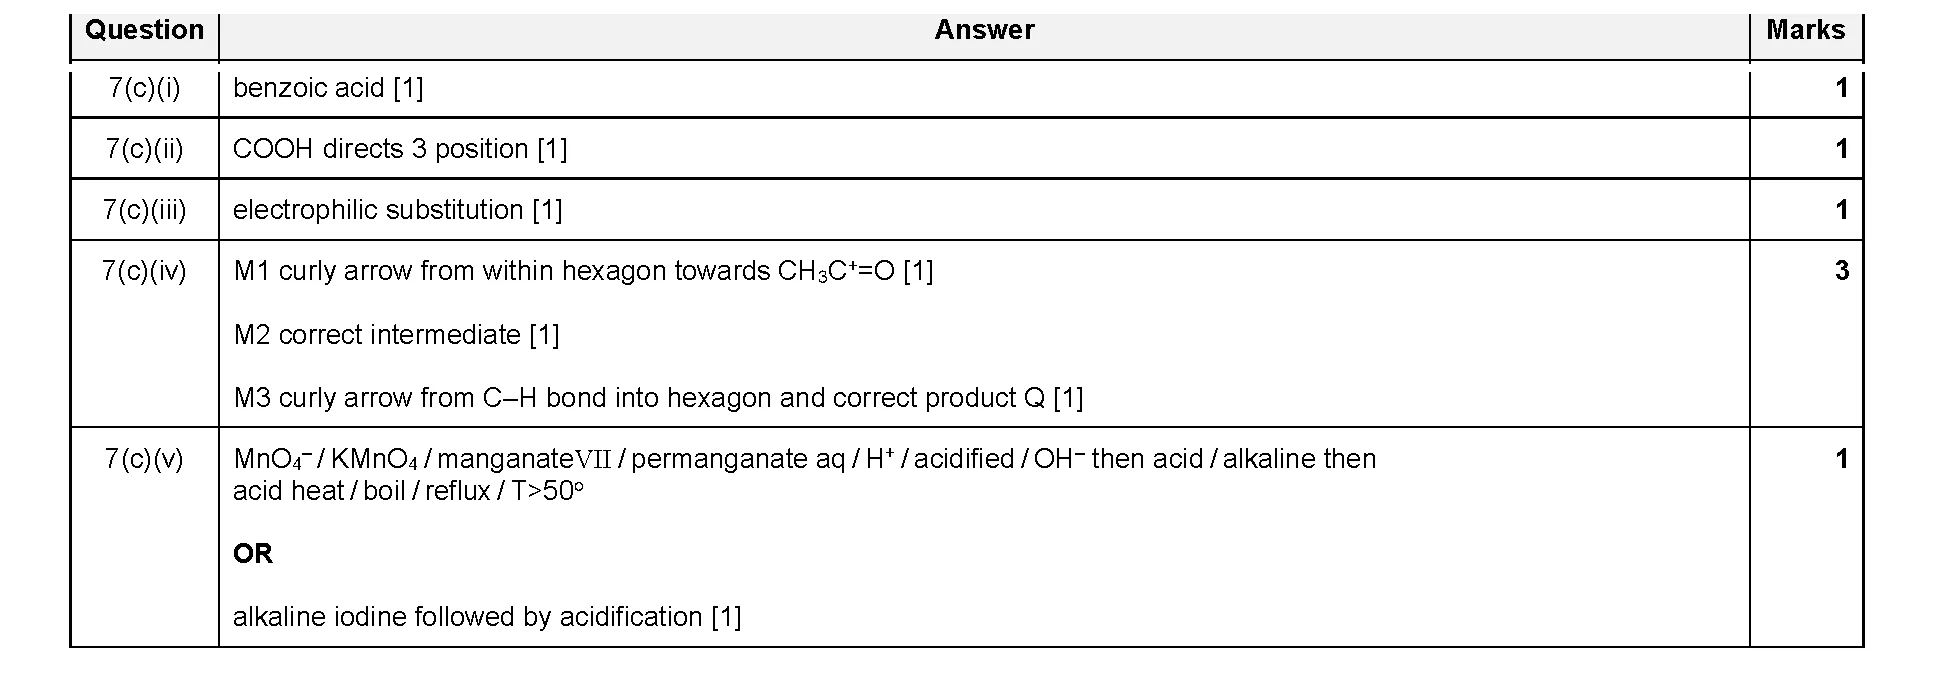 Question Answer Marks
7(c)(i) benzoic acid [1] 1
7(c)(ii) COOH directs 3 position [1] 1
7(c)(iii) electrophilic substitution [1] 1
7(c)(iv) M1 curly arrow from within hexagon towards CH₃C⁺=O [1] 3
M2 correct intermediate [1]
M3 curly arrow from C–H bond into hexagon and correct product Q [1]
7(c)(v) MnO₄⁻ / KMnO₄ / manganateVII / permanganate aq / H⁺ / acidified / OH⁻ then acid / alkaline then 1
acid heat / boil / reflux / T>50°
OR
alkaline iodine followed by acidification [1]